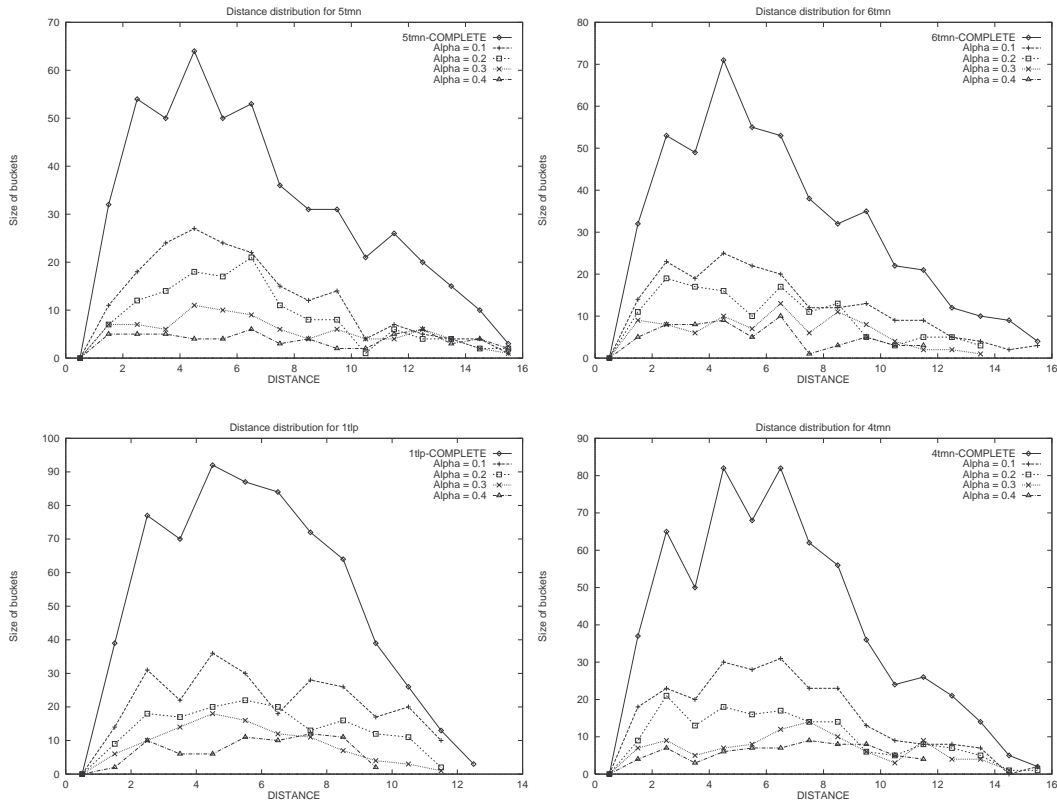 Distance distribution for 5tmn
70
60
50
40
30
20
10
0
Size of buckets
5tmn-COMPLETE
Alpha = 0.1
Alpha = 0.2
Alpha = 0.3
Alpha = 0.4
0 2 4 6 8 10 12 14 16
DISTANCE
Distance distribution for 6tmn
80
70
60
50
40
30
20
10
0
Size of buckets
6tmn-COMPLETE
Alpha = 0.1
Alpha = 0.2
Alpha = 0.3
Alpha = 0.4
0 2 4 6 8 10 12 14 16
DISTANCE
Distance distribution for 1tlp
100
90
80
70
60
50
40
30
20
10
0
Size of buckets
1tlp-COMPLETE
Alpha = 0.1
Alpha = 0.2
Alpha = 0.3
Alpha = 0.4
0 2 4 6 8 10 12 14
DISTANCE
Distance distribution for 4tmn
90
80
70
60
50
40
30
20
10
0
Size of buckets
4tmn-COMPLETE
Alpha = 0.1
Alpha = 0.2
Alpha = 0.3
Alpha = 0.4
0 2 4 6 8 10 12 14 16
DISTANCE